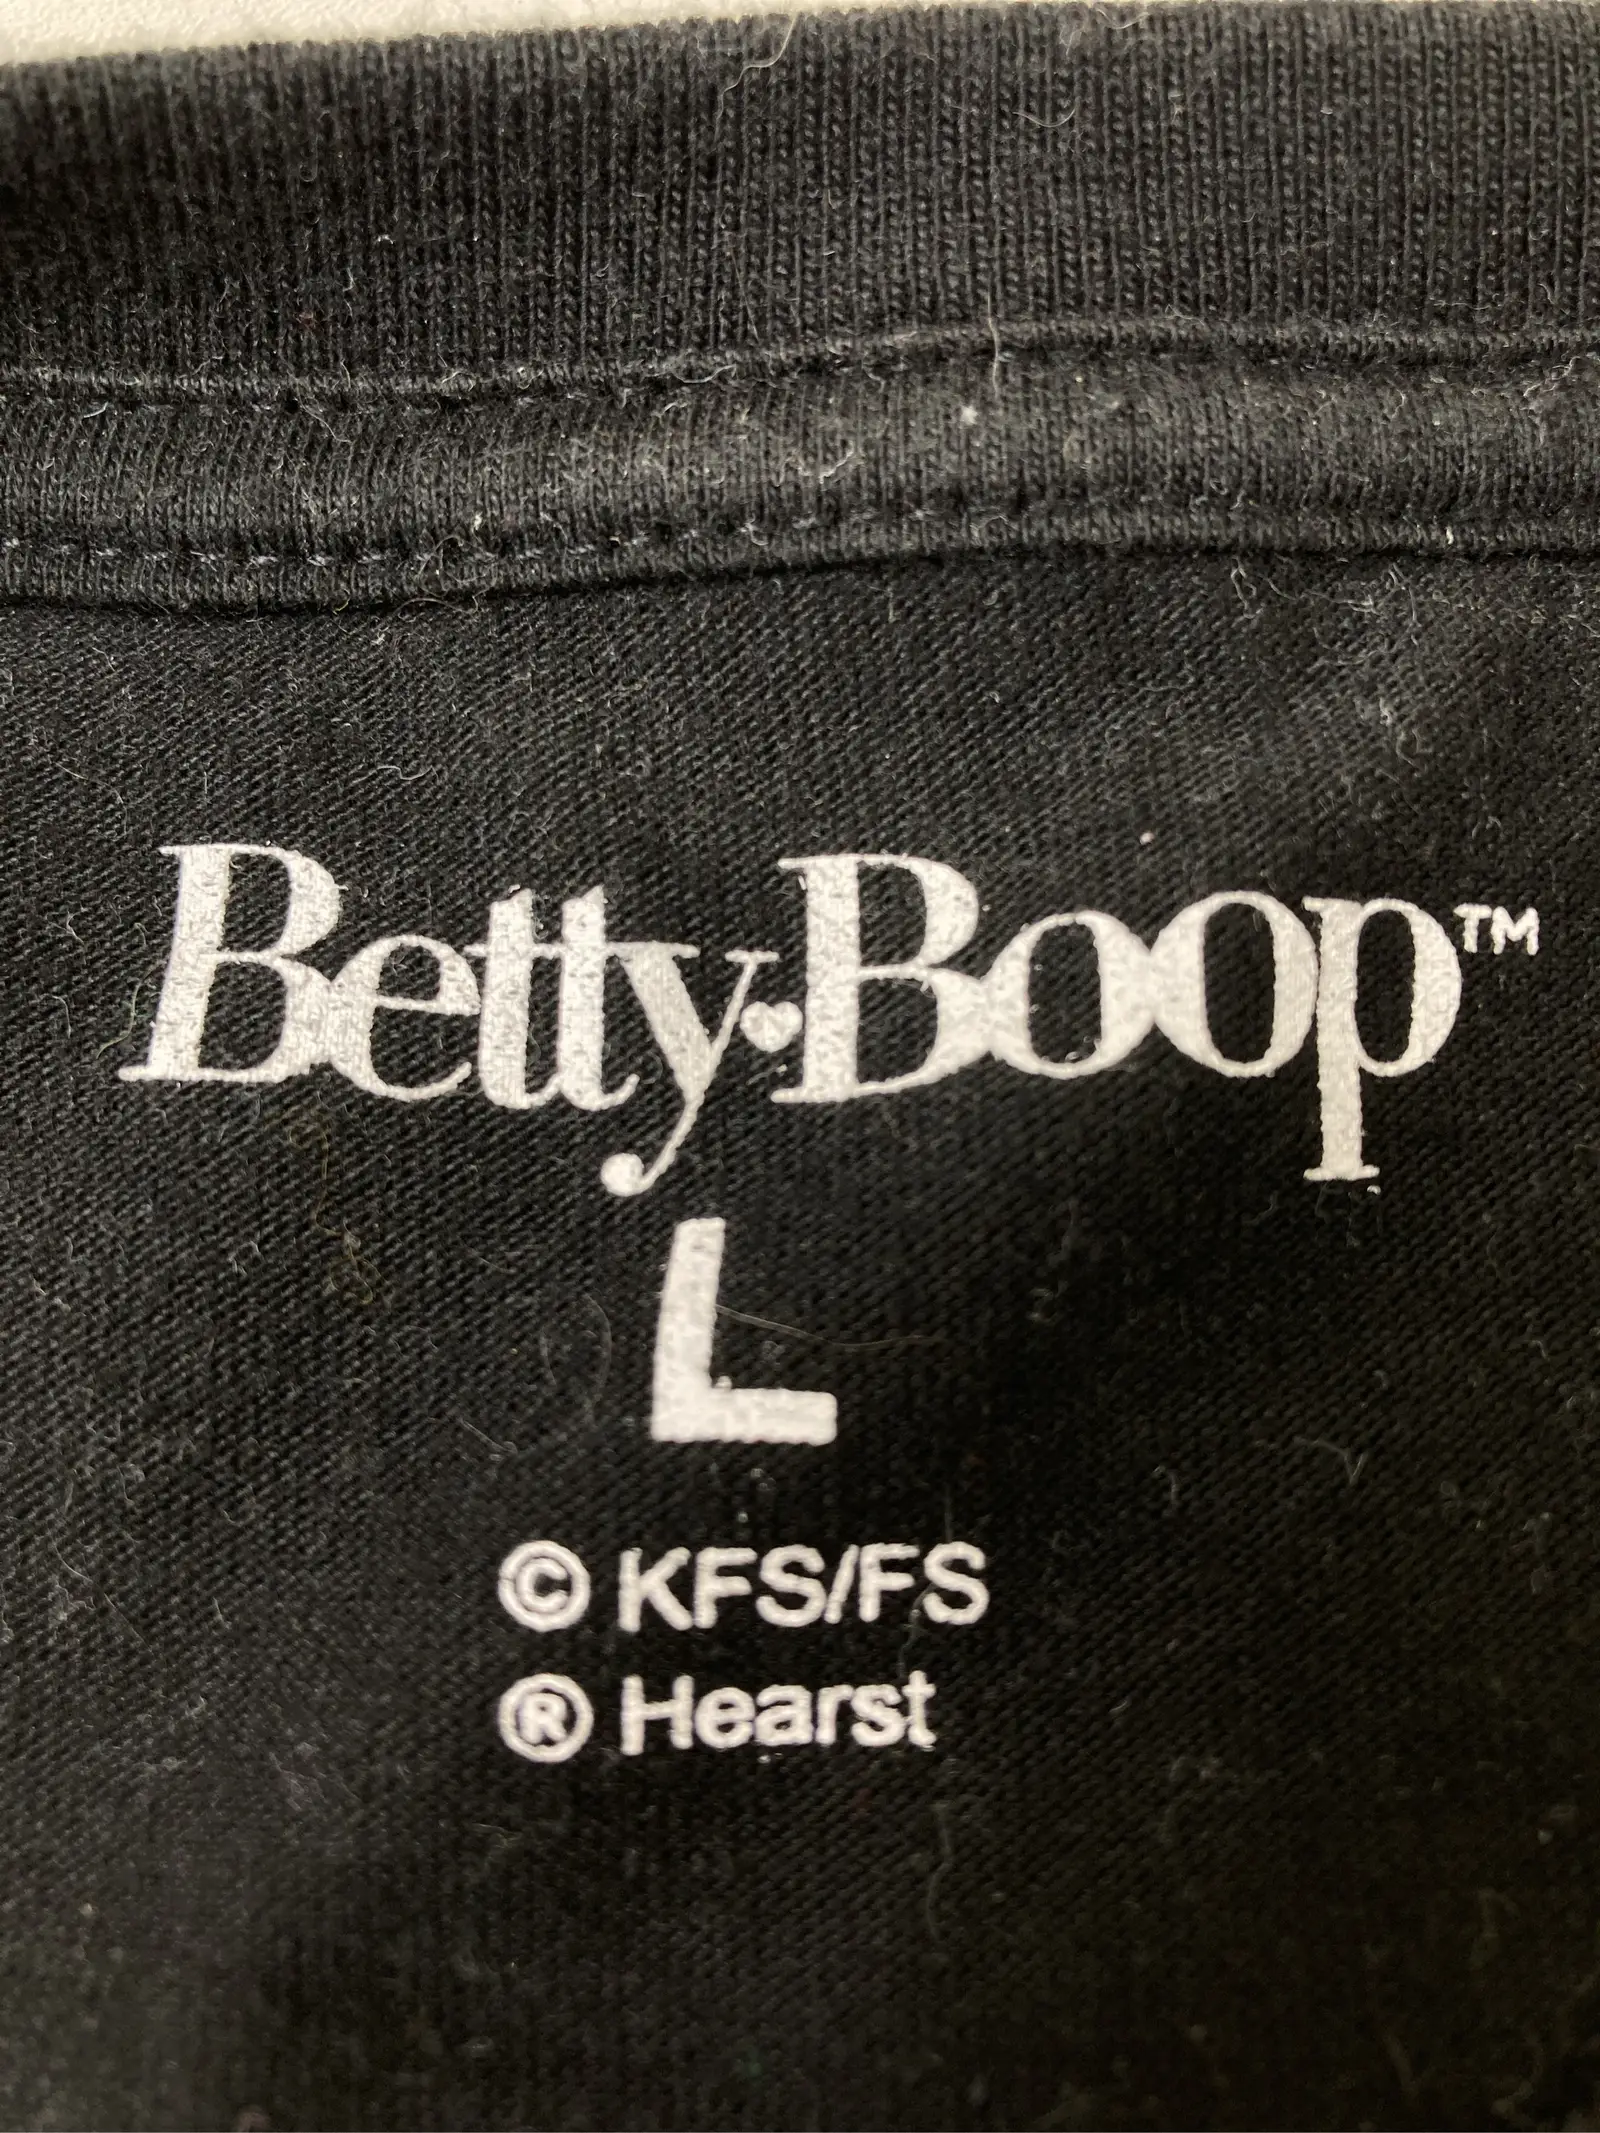 Betty♥Boop™
L
© KFS/FS
® Hearst